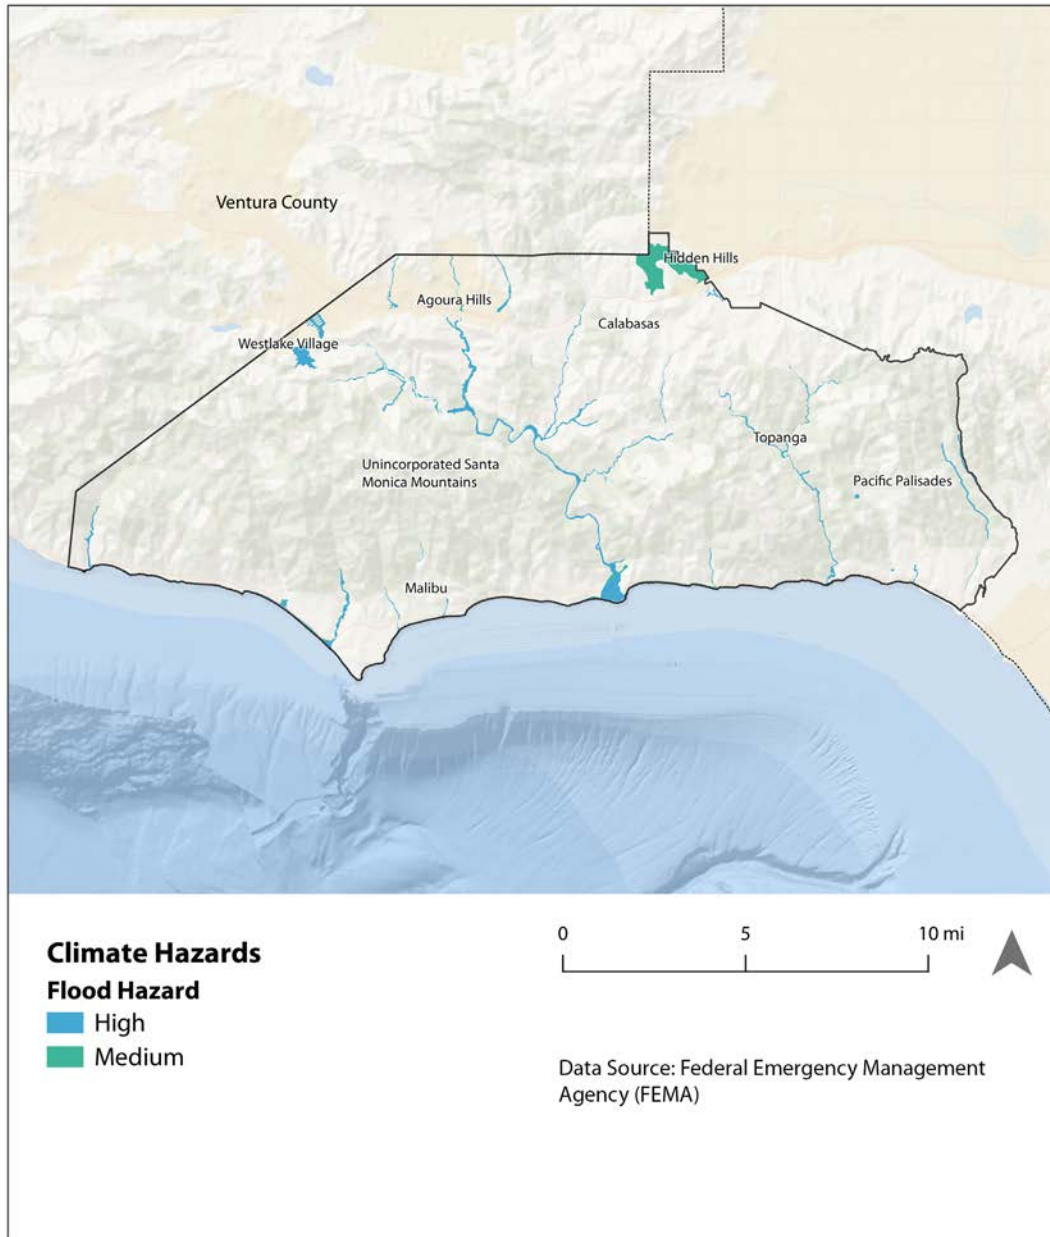 Ventura County
Hidden Hills
Agoura Hills
Calabasas
Westlake Village
Topanga
Unincorporated Santa
Monica Mountains
Pacific Palisades
Malibu
Climate Hazards
Flood Hazard
High
Medium
0 5 10 mi
Data Source: Federal Emergency Management
Agency (FEMA)